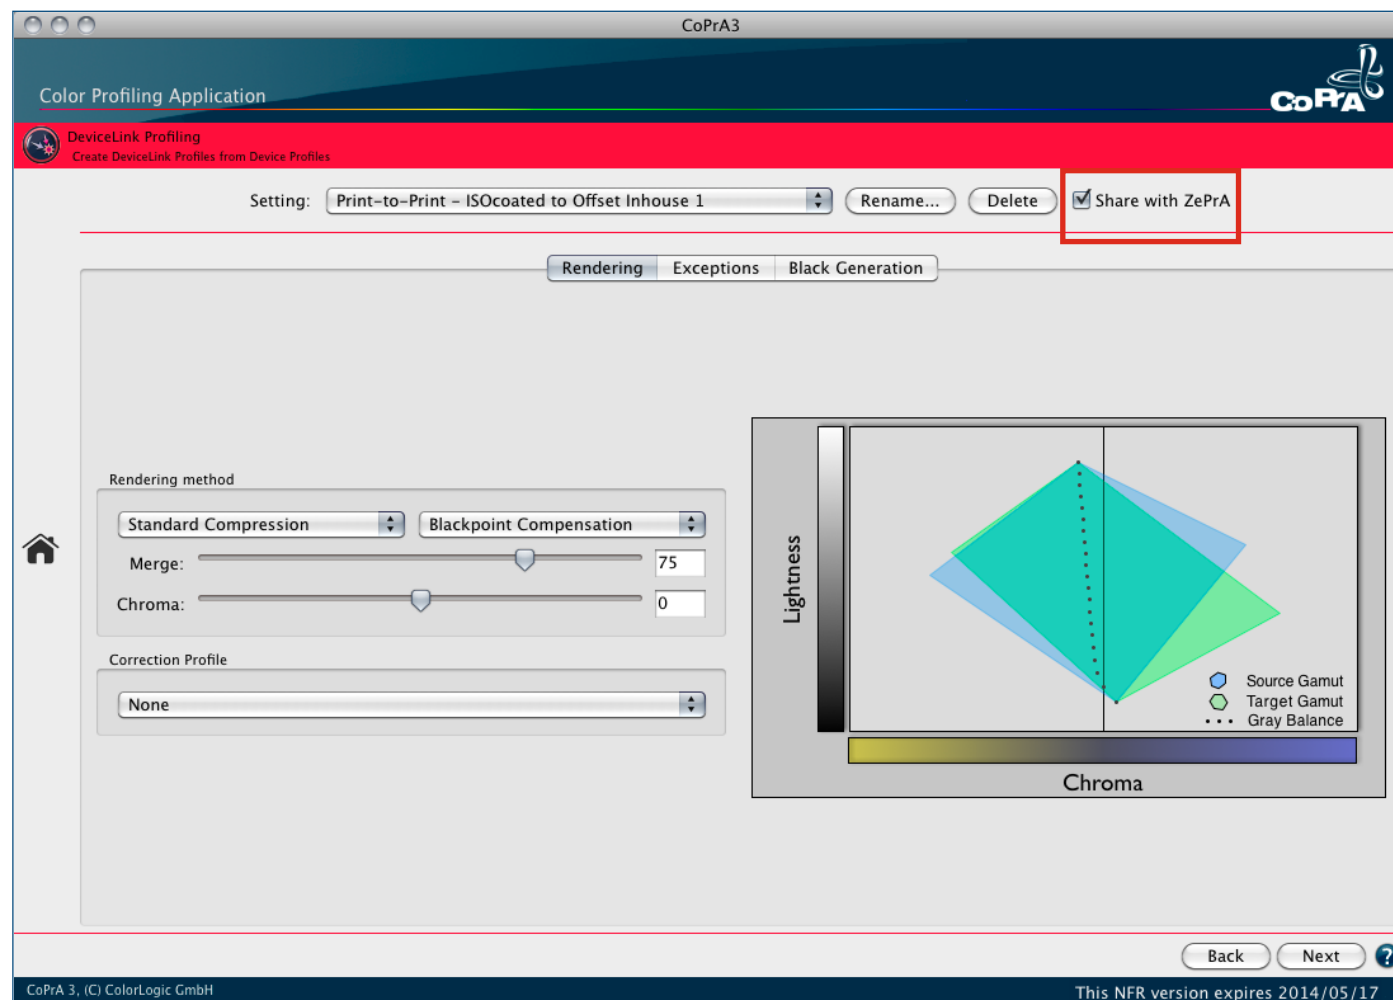 CoPrA3
Color Profiling Application
CoPrA
DeviceLink Profiling
Create DeviceLink Profiles from Device Profiles
Setting: Print-to-Print - ISOcoated to Offset Inhouse 1 Rename... Delete Share with ZePrA
Rendering Exceptions Black Generation
Rendering method
Standard Compression Blackpoint Compensation
Merge: 75
Chroma: 0
Correction Profile
None
Lightness
Source Gamut
Target Gamut
Gray Balance
Chroma
Back Next ?
CoPrA 3, (C) ColorLogic GmbH This NFR version expires 2014/05/17